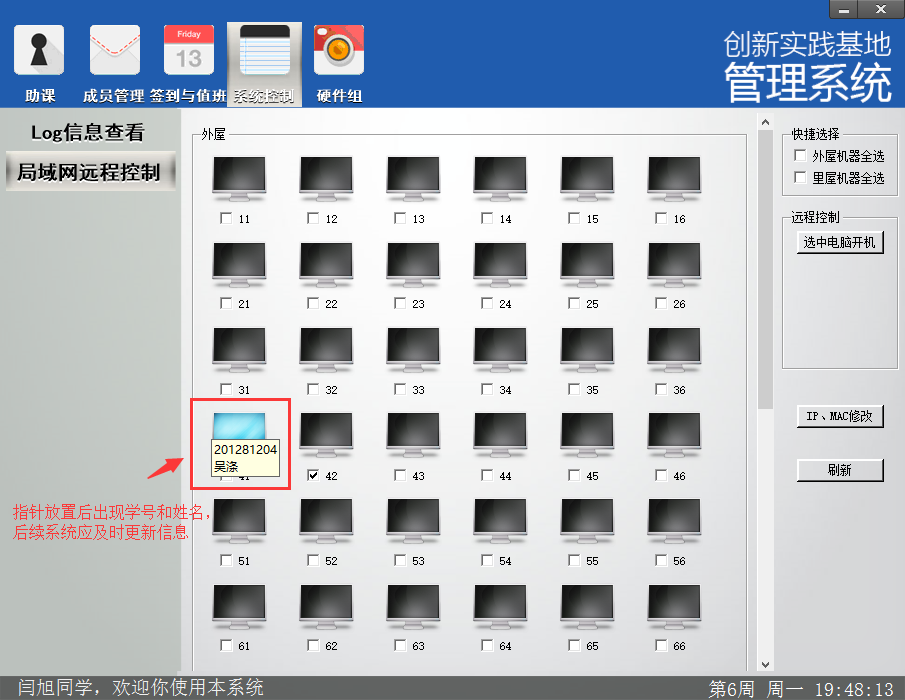 Friday
13
助课
成员管理
签到与值班
系统控制
硬件组
创新实践基地
管理系统
Log信息查看
局域网远程控制
外屋
11 12 13 14 15 16
21 22 23 24 25 26
31 32 33 34 35 36
201281204
吴涤
41 42 43 44 45 46
51 52 53 54 55 56
61 62 63 64 65 66
指针放置后出现学号和姓名，
后续系统应及时更新信息
快捷选择
外屋机器全选
里屋机器全选
远程控制
选中电脑开机
IP、MAC修改
刷新
闫旭同学，欢迎你使用本系统
第6周 周一 19:48:13